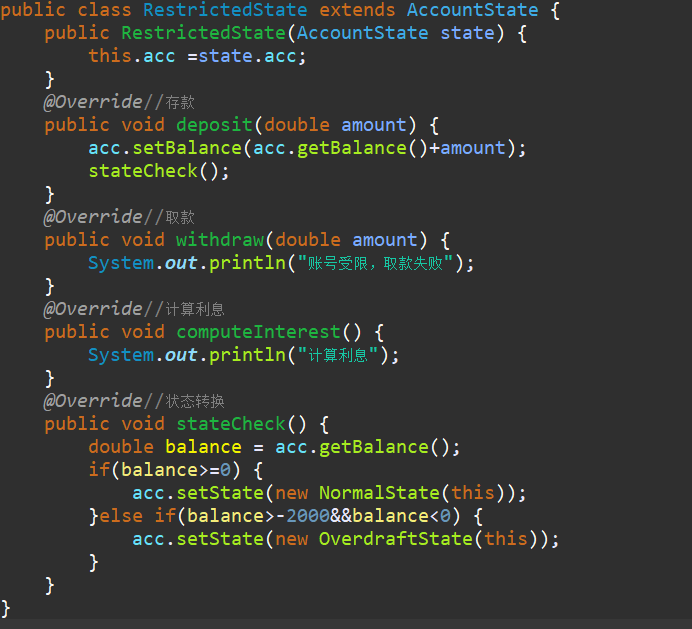 public class RestrictedState extends AccountState {
    public RestrictedState(AccountState state) {
        this.acc =state.acc;
    }
    @Override//存款
    public void deposit(double amount) {
        acc.setBalance(acc.getBalance()+amount);
        stateCheck();
    }
    @Override//取款
    public void withdraw(double amount) {
        System.out.println("账号受限，取款失败");
    }
    @Override//计算利息
    public void computeInterest() {
        System.out.println("计算利息");
    }
    @Override//状态转换
    public void stateCheck() {
        double balance = acc.getBalance();
        if(balance>=0) {
            acc.setState(new NormalState(this));
        }else if(balance>-2000&&balance<0) {
            acc.setState(new OverdraftState(this));
        }
    }
}